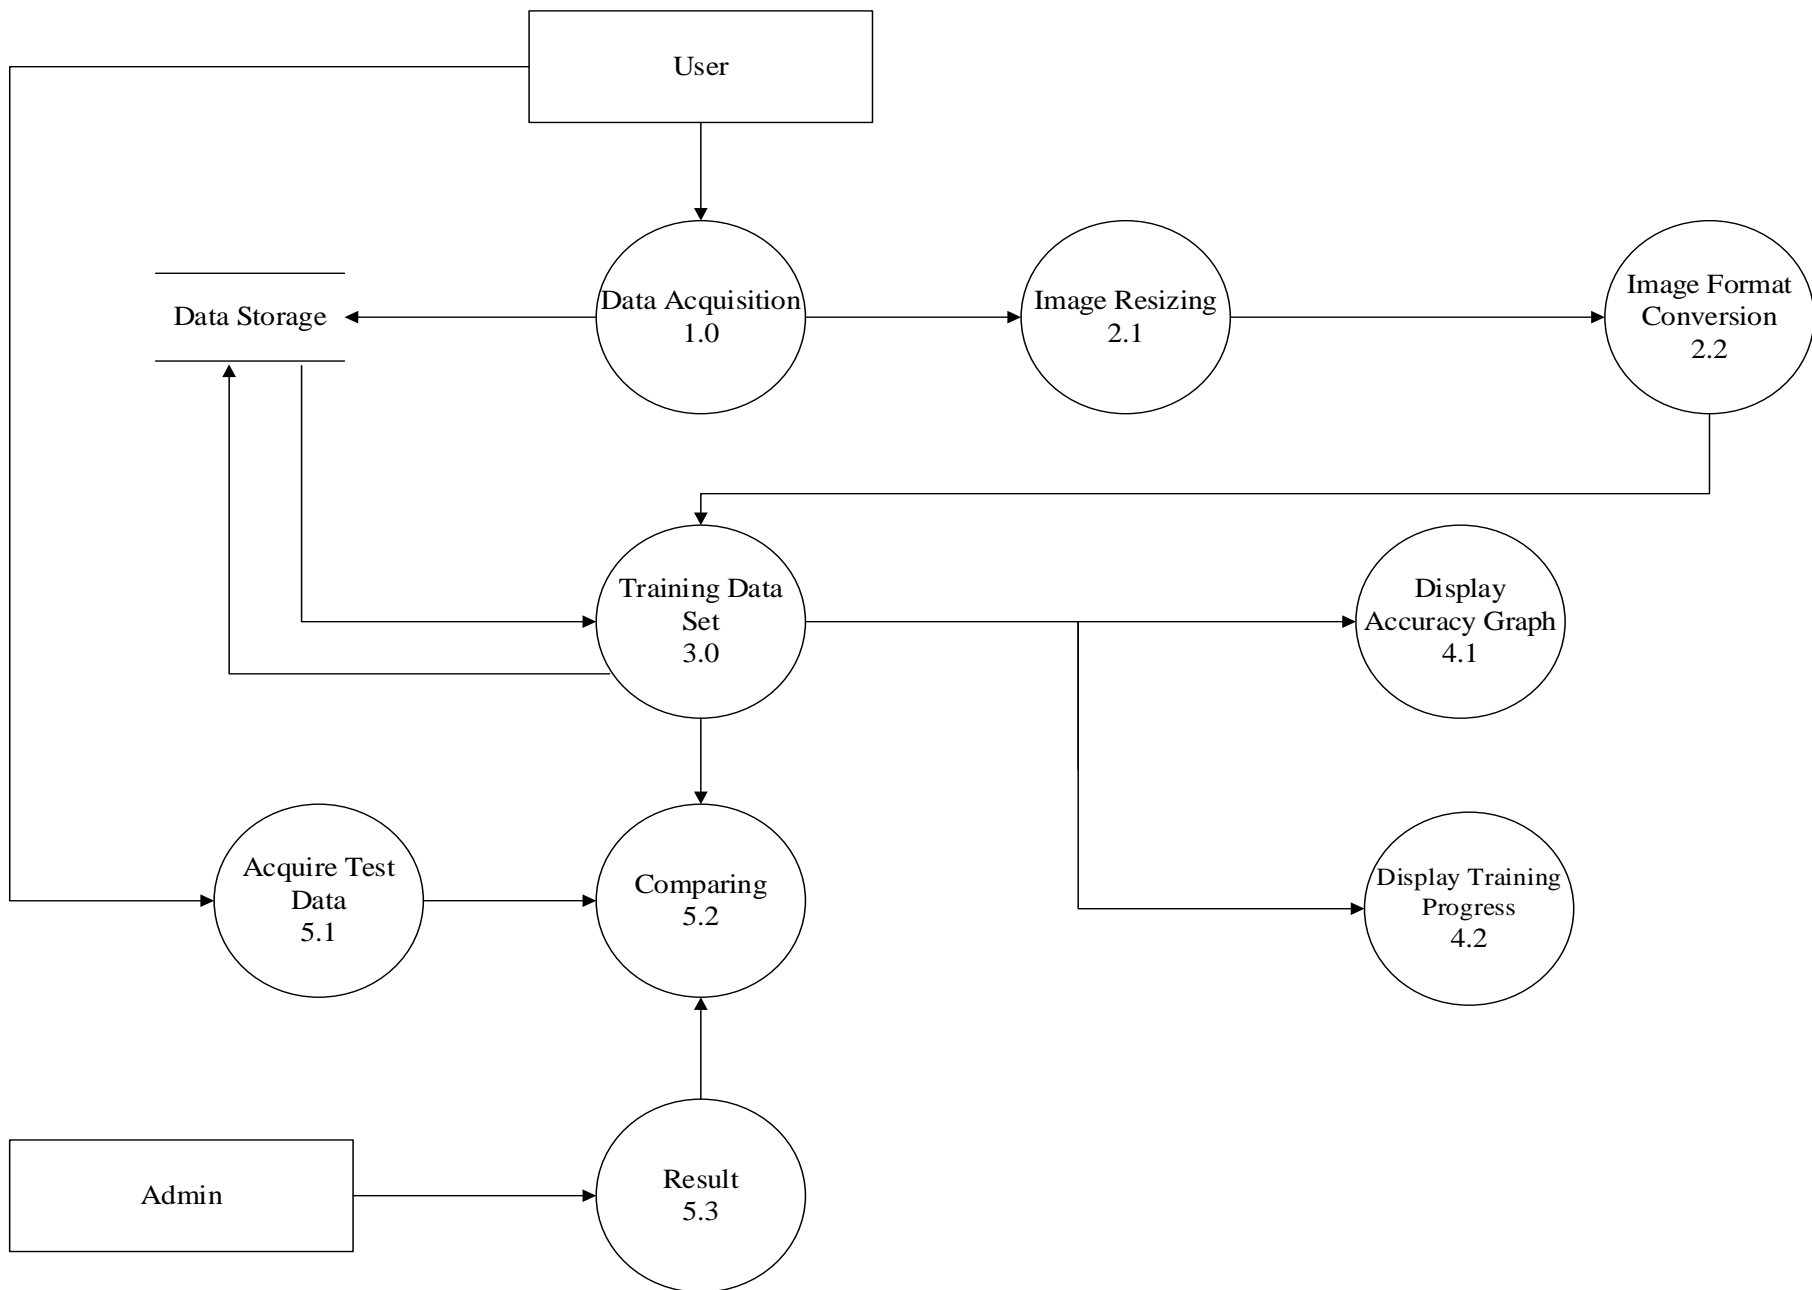 User
Data Storage
Data Acquisition
1.0
Image Resizing
2.1
Image Format
Conversion
2.2
Training Data
Set
3.0
Display
Accuracy Graph
4.1
Acquire Test
Data
5.1
Comparing
5.2
Display Training
Progress
4.2
Admin
Result
5.3